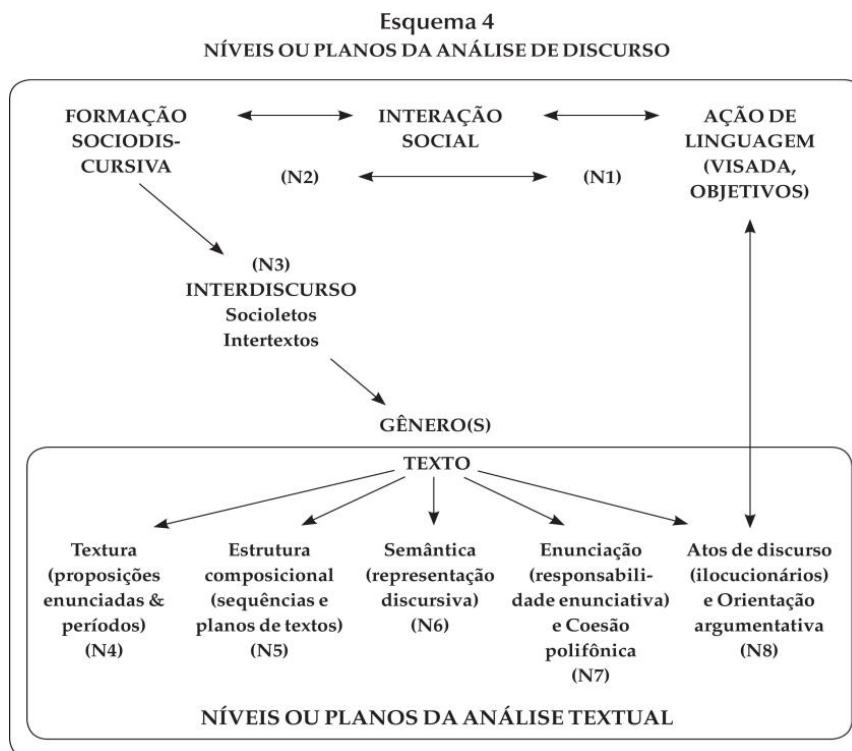 Esquema 4
NÍVEIS OU PLANOS DA ANÁLISE DE DISCURSO
FORMAÇÃO
SOCIODIS-
CURSIVA
INTERAÇÃO
SOCIAL
AÇÃO DE
LINGUAGEM
(VISADA,
OBJETIVOS)
(N2)
(N1)
(N3)
INTERDISCURSO
Socioletos
Intertextos
GÊNERO(S)
TEXTO
Textura
(proposições
enunciadas &
períodos)
(N4)
Estrutura
composicional
(sequências e
planos de textos)
(N5)
Semântica
(representação
discursiva)
(N6)
Enunciação
(responsabili-
dade enunciativa)
e Coesão
polifônica
(N7)
Atos de discurso
(ilocucionários)
e Orientação
argumentativa
(N8)
NÍVEIS OU PLANOS DA ANÁLISE TEXTUAL